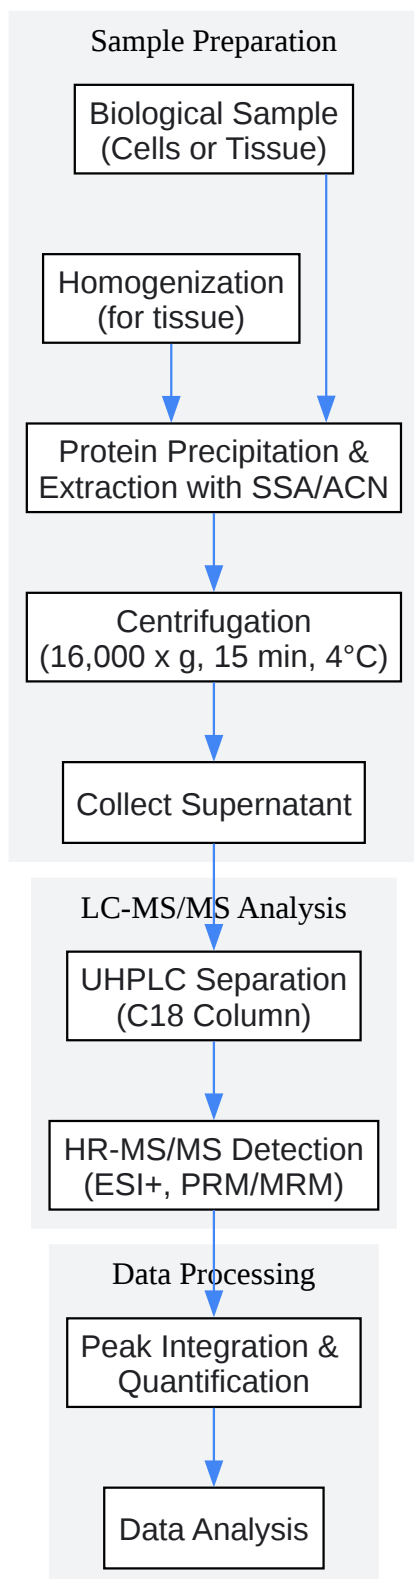 Sample Preparation
Biological Sample
(Cells or Tissue)
Homogenization
(for tissue)
Protein Precipitation &
Extraction with SSA/ACN
Centrifugation
(16,000 x g, 15 min, 4°C)
Collect Supernatant
LC-MS/MS Analysis
UHPLC Separation
(C18 Column)
HR-MS/MS Detection
(ESI+, PRM/MRM)
Data Processing
Peak Integration &
Quantification
Data Analysis